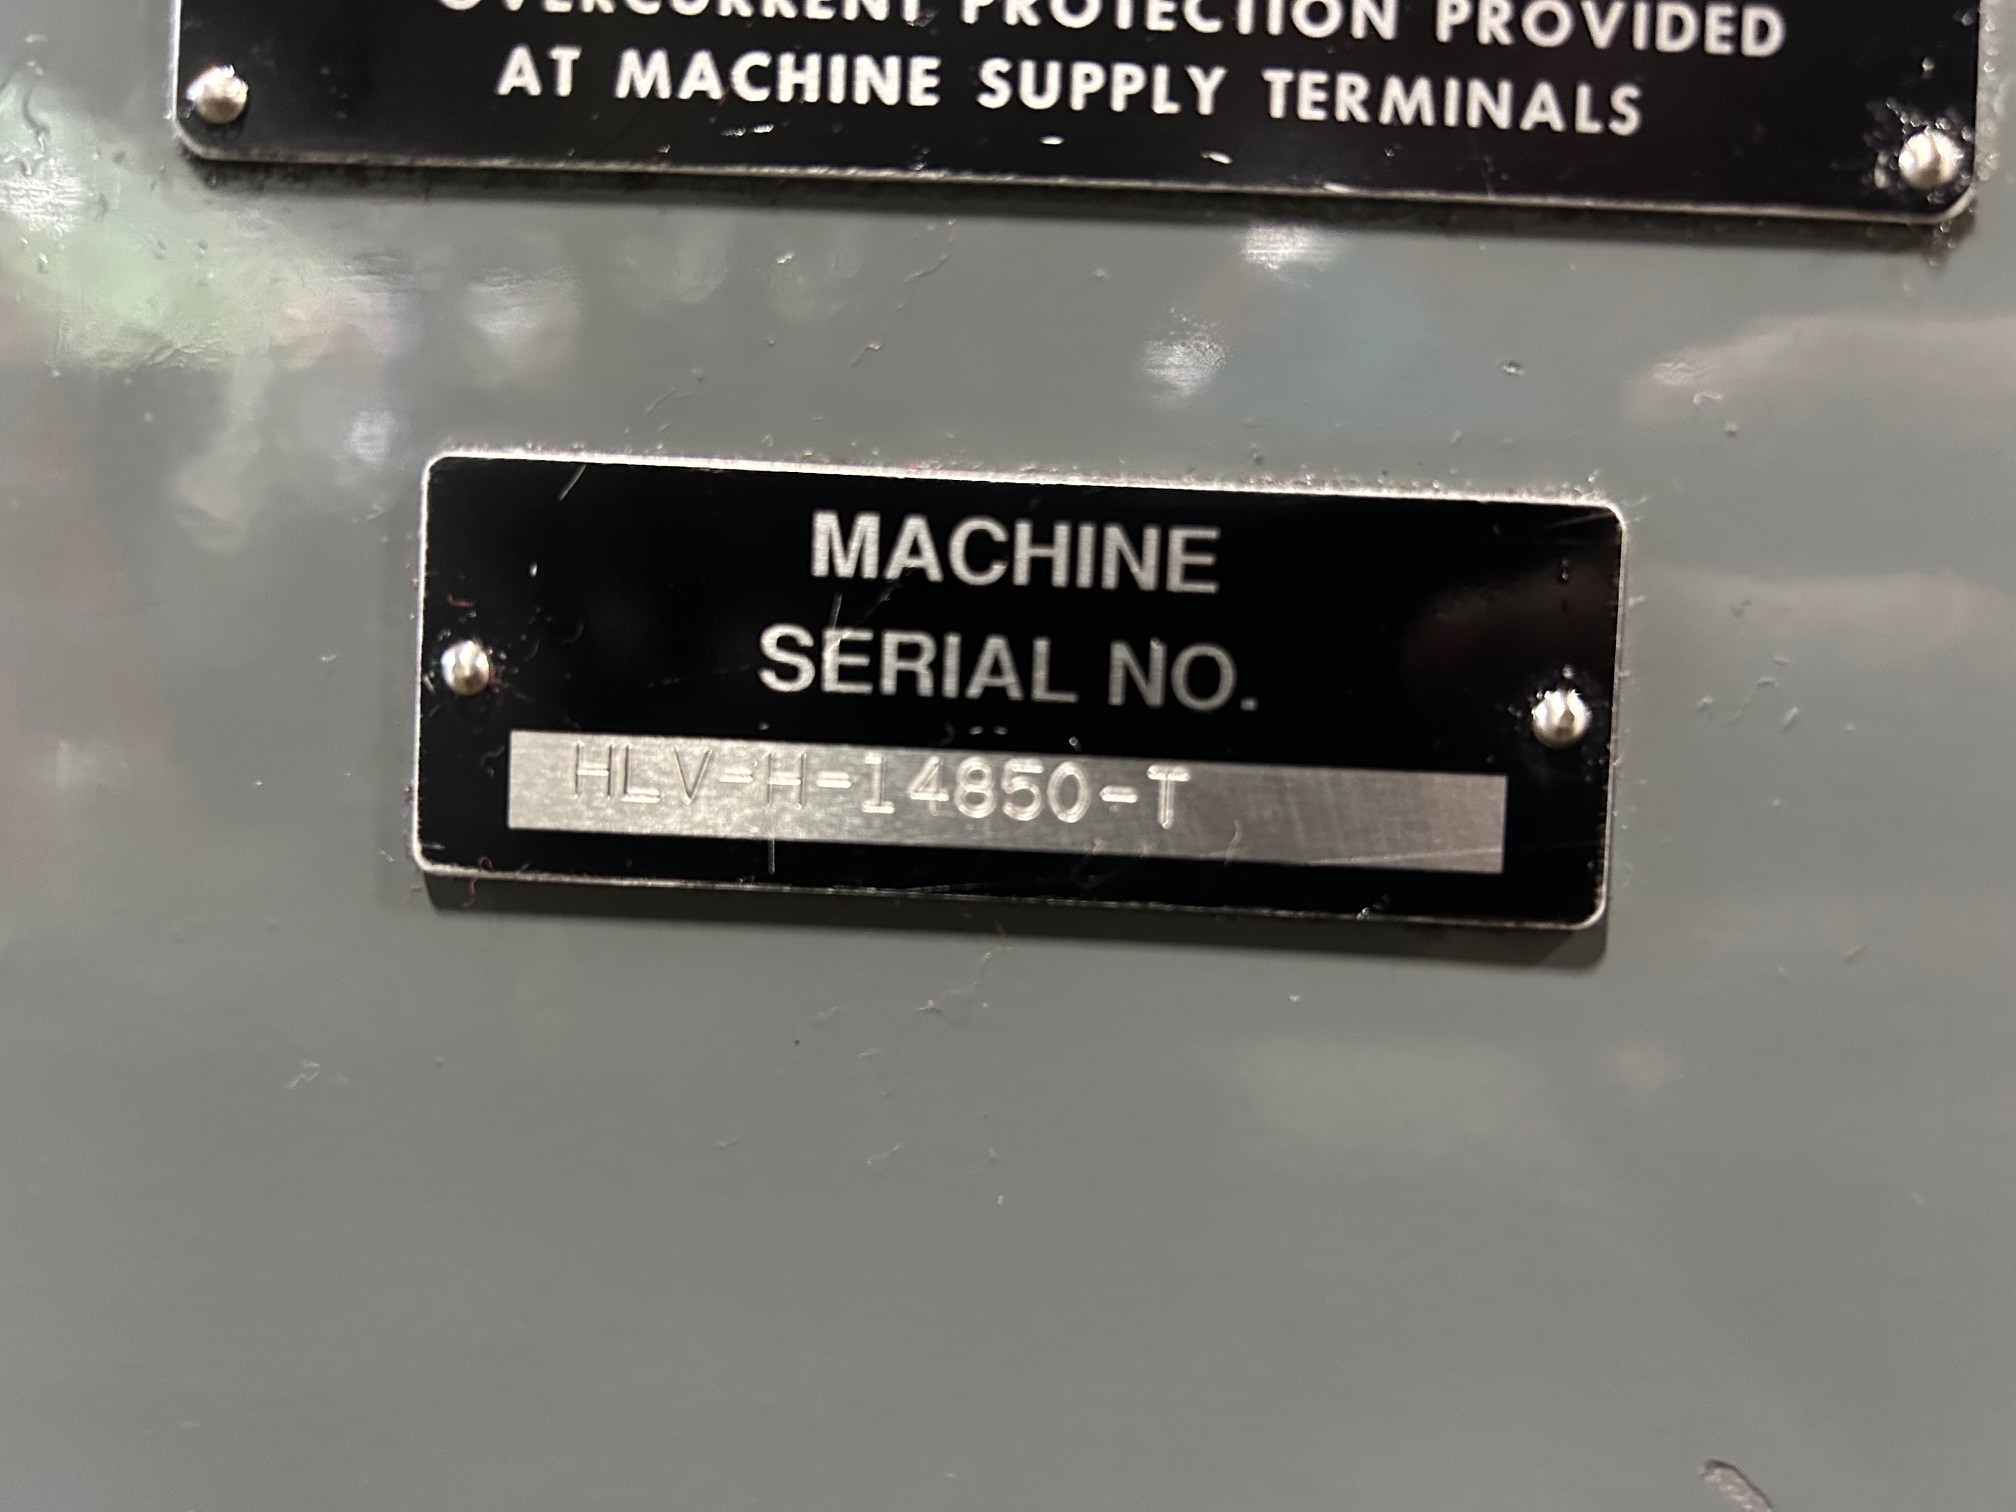 OVERCURRENT PROTECTION PROVIDED
AT MACHINE SUPPLY TERMINALS
MACHINE
SERIAL NO.
HLV-H-14850-T